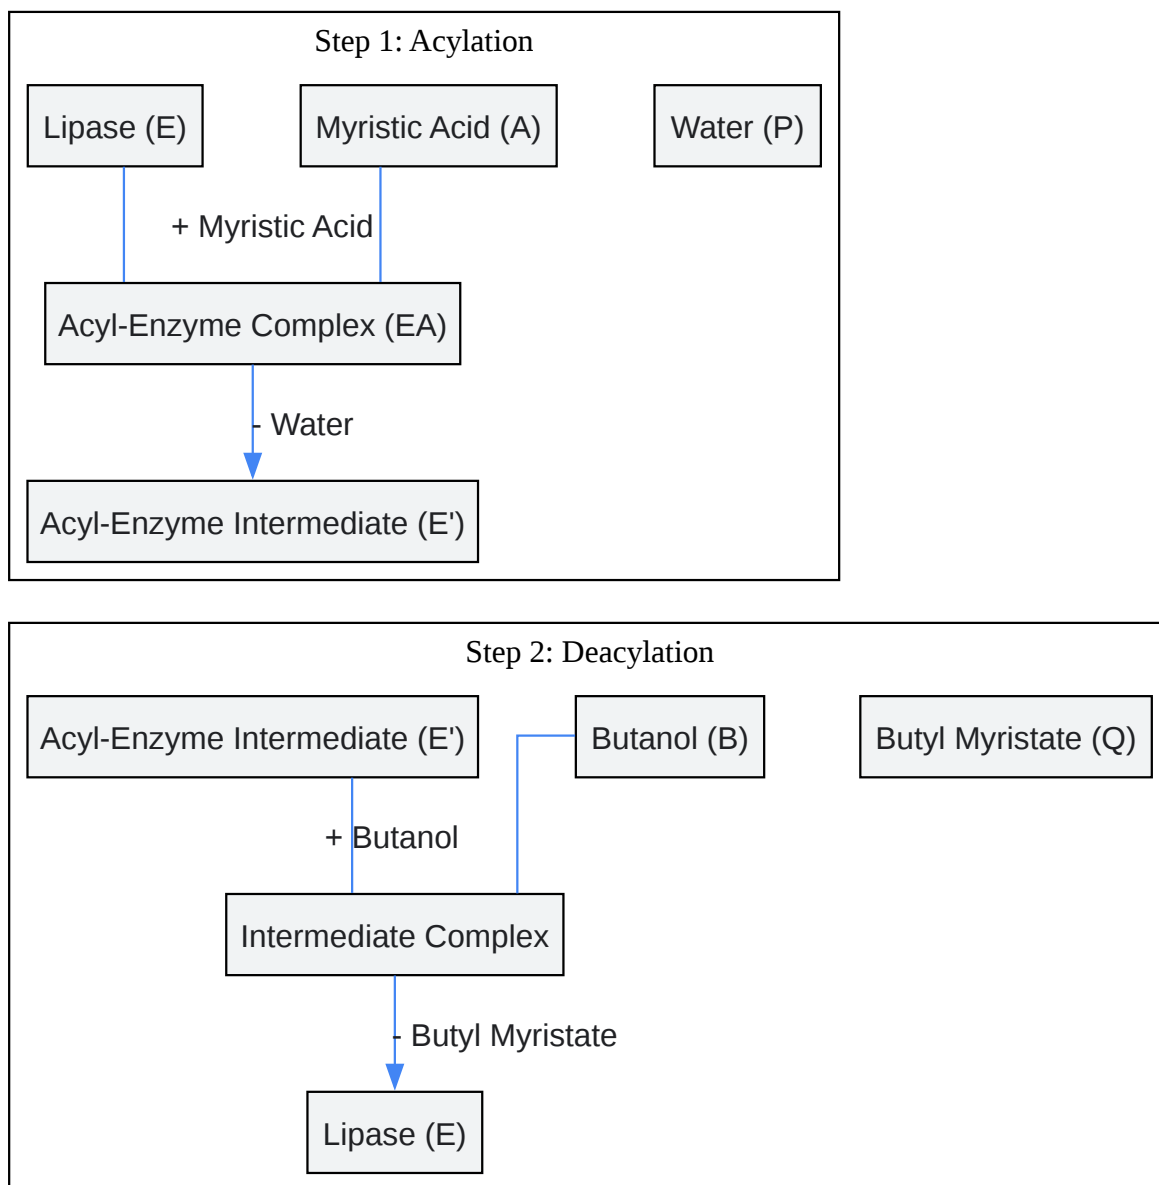 Step 1: Acylation
Lipase (E)
Myristic Acid (A)
Water (P)
+ Myristic Acid
Acyl-Enzyme Complex (EA)
- Water
Acyl-Enzyme Intermediate (E')
Step 2: Deacylation
Acyl-Enzyme Intermediate (E')
Butanol (B)
Butyl Myristate (Q)
+ Butanol
Intermediate Complex
- Butyl Myristate
Lipase (E)